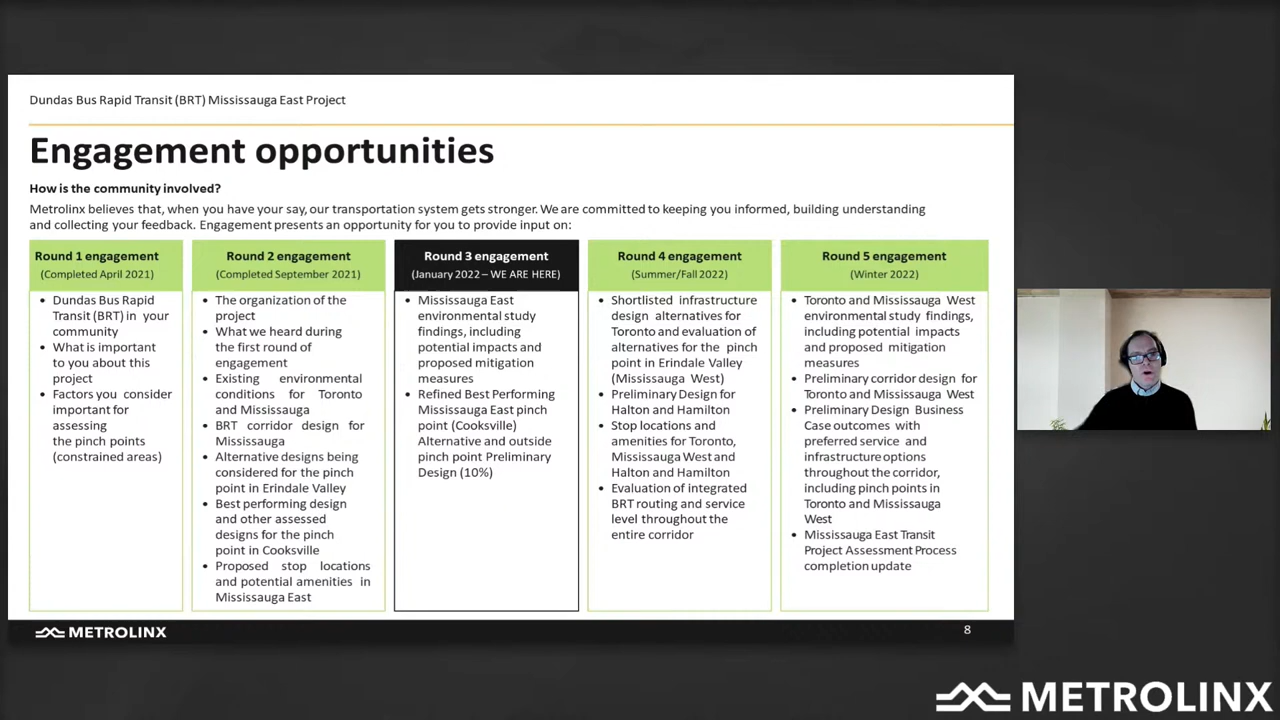 Dundas Bus Rapid Transit (BRT) Mississauga East Project
Engagement opportunities
How is the community involved?
Metrolinx believes that, when you have your say, our transportation system gets stronger. We are committed to keeping you informed, building understanding
and collecting your feedback. Engagement presents an opportunity for you to provide input on:
Round 1 engagement
(Completed April 2021)
• Dundas Bus Rapid
Transit (BRT) in your
community
• What is important
to you about this
project
• Factors you consider
important for
assessing
the pinch points
(constrained areas)
Round 2 engagement
(Completed September 2021)
• The organization of the
project
• What we heard during
the first round of
engagement
• Existing environmental
conditions for Toronto
and Mississauga
• BRT corridor design for
Mississauga
• Alternative designs being
considered for the pinch
point in Erindale Valley
• Best performing design
and other assessed
designs for the pinch
point in Cooksville
• Proposed stop locations
and potential amenities in
Mississauga East
Round 3 engagement
(January 2022 – WE ARE HERE)
• Mississauga East
environmental study
findings, including
potential impacts and
proposed mitigation
measures
• Refined Best Performing
Mississauga East pinch
point (Cooksville)
Alternative and outside
pinch point Preliminary
Design (10%)
Round 4 engagement
(Summer/Fall 2022)
• Shortlisted infrastructure
design alternatives for
Toronto and evaluation of
alternatives for the pinch
point in Erindale Valley
(Mississauga West)
• Preliminary Design for
Halton and Hamilton
• Stop locations and
amenities for Toronto,
Mississauga West and
Halton and Hamilton
• Evaluation of integrated
BRT routing and service
level throughout the
entire corridor
Round 5 engagement
(Winter 2022)
• Toronto and Mississauga West
environmental study findings,
including potential impacts
and proposed mitigation
measures
• Preliminary corridor design for
Toronto and Mississauga West
• Preliminary Design Business
Case outcomes with
preferred service and
infrastructure options
throughout the corridor,
including pinch points in
Toronto and Mississauga
West
• Mississauga East Transit
Project Assessment Process
completion update
METROLINX
8
METROLINX